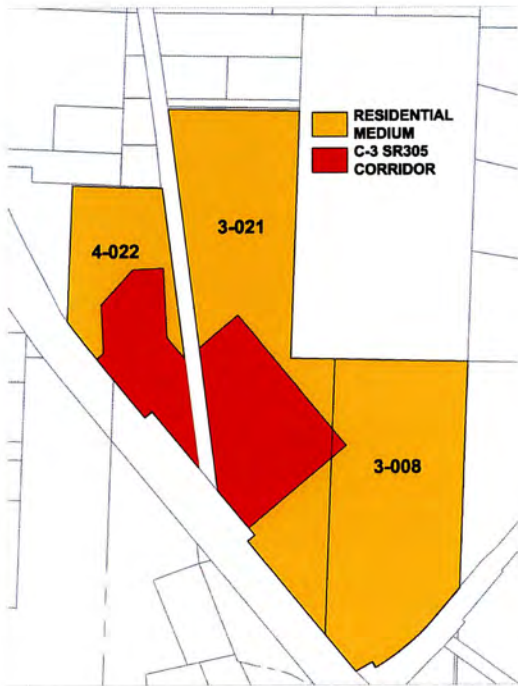 RESIDENTIAL
MEDIUM
C-3 SR305
CORRIDOR
3-021
4-022
3-008